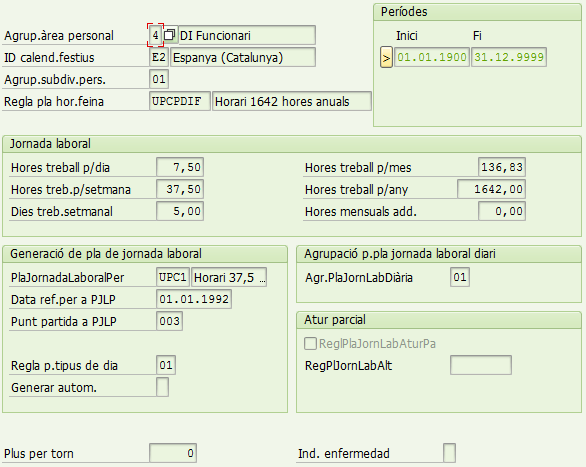 Períodes
Agrup.àrea personal 4 DI Funcionari
Inici Fi
ID calend.festius E2 Espanya (Catalunya)
> 01.01.1900 31.12.9999
Agrup.subdiv.pers. 01
Regla pla hor.feina UPCPDIF Horari 1642 hores anuals
Jornada laboral
Hores treball p/dia 7,50 Hores treball p/mes 136,83
Hores treb.p/setmana 37,50 Hores treball p/any 1642,00
Dies treb.setmanal 5,00 Hores mensuals add. 0,00
Generació de pla de jornada laboral
PlaJornadaLaboralPer UPC1 Horari 37,5 ..
Data ref.per a PJLP 01.01.1992
Punt partida a PJLP 003
Regla p.tipus de dia 01
Generar autom.
Agrupació p.pla jornada laboral diari
Agr.PlaJornLabDiària 01
Atur parcial
ReglPlaJornLabAturPa
RegPlJornLabAlt
Plus per torn 0 Ind. enfermedad